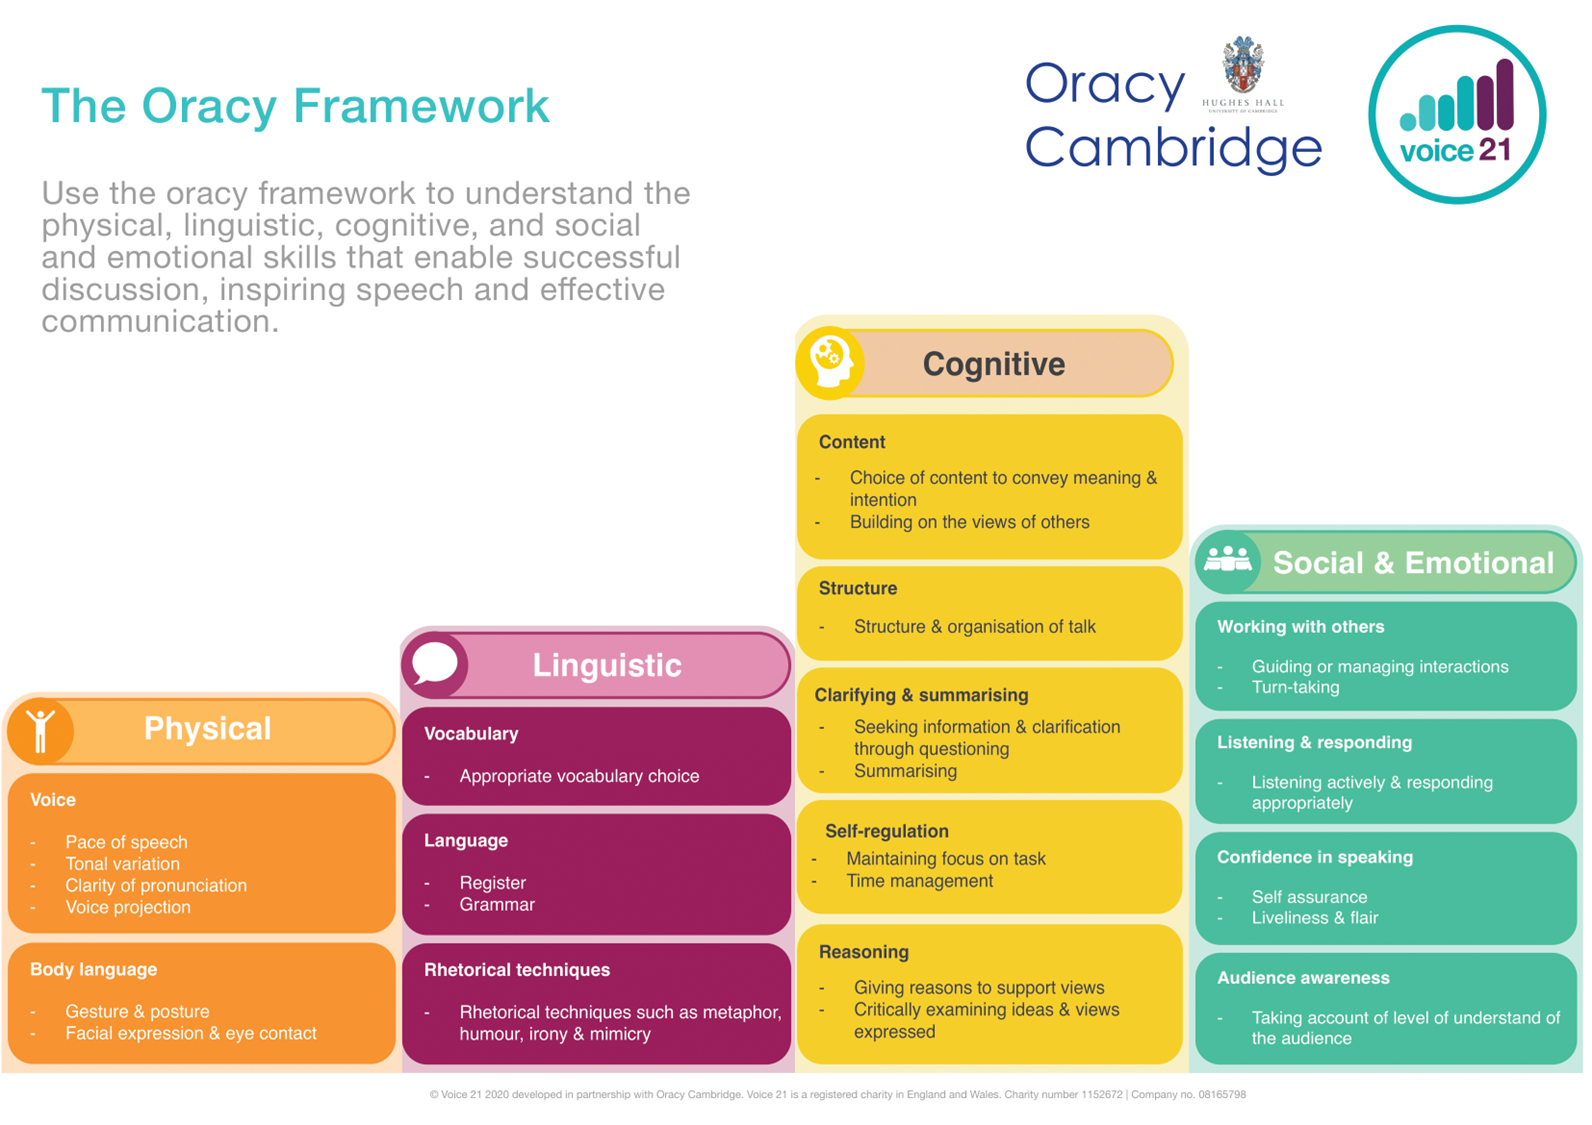 The Oracy Framework
Use the oracy framework to understand the
physical, linguistic, cognitive, and social
and emotional skills that enable successful
discussion, inspiring speech and effective
communication.
Oracy
Cambridge
HUGHES HALL
UNIVERSITY OF CAMBRIDGE
voice 21
Physical
Voice
- Pace of speech
- Tonal variation
- Clarity of pronunciation
- Voice projection
Body language
- Gesture & posture
- Facial expression & eye contact
Linguistic
Vocabulary
- Appropriate vocabulary choice
Language
- Register
- Grammar
Rhetorical techniques
- Rhetorical techniques such as metaphor,
humour, irony & mimicry
Cognitive
Content
- Choice of content to convey meaning &
intention
- Building on the views of others
Structure
- Structure & organisation of talk
Clarifying & summarising
- Seeking information & clarification
through questioning
- Summarising
Self-regulation
- Maintaining focus on task
- Time management
Reasoning
- Giving reasons to support views
- Critically examining ideas & views
expressed
Social & Emotional
Working with others
- Guiding or managing interactions
- Turn-taking
Listening & responding
- Listening actively & responding
appropriately
Confidence in speaking
- Self assurance
- Liveliness & flair
Audience awareness
- Taking account of level of understand of
the audience
© Voice 21 2020 developed in partnership with Oracy Cambridge. Voice 21 is a registered charity in England and Wales. Charity number 1152672 | Company no. 08165798